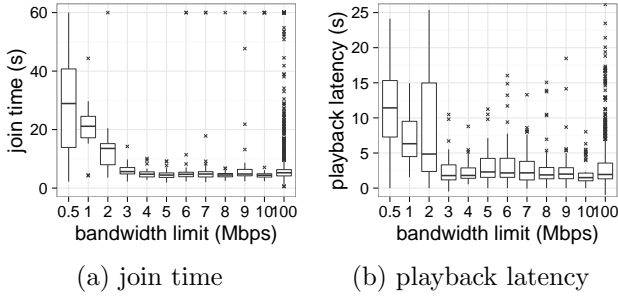 60
40
20
0
join time (s)
0.5 1 2 3 4 5 6 7 8 9 10 100
bandwidth limit (Mbps)
(a) join time
25
20
15
10
5
0
playback latency (s)
0.5 1 2 3 4 5 6 7 8 9 10 100
bandwidth limit (Mbps)
(b) playback latency